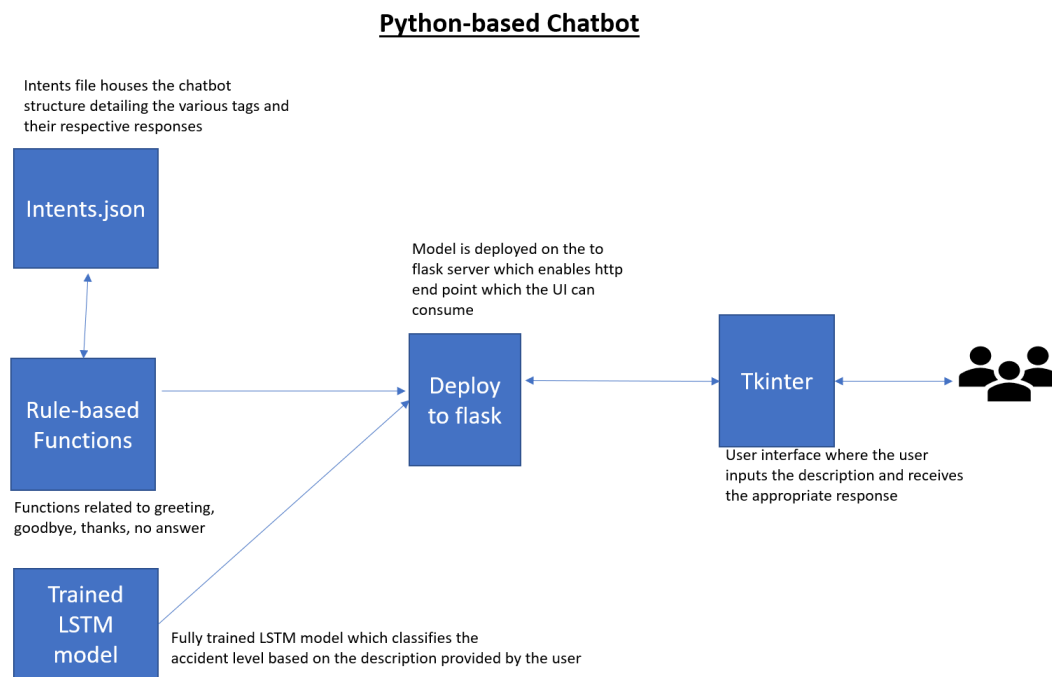 Python-based Chatbot
Intents file houses the chatbot
structure detailing the various tags and
their respective responses
Intents.json
Model is deployed on the to
flask server which enables http
end point which the UI can
consume
Rule-based
Functions
Functions related to greeting,
goodbye, thanks, no answer
Deploy
to flask
Tkinter
User interface where the user
inputs the description and receives
the appropriate response
Trained
LSTM
model
Fully trained LSTM model which classifies the
accident level based on the description provided by the user